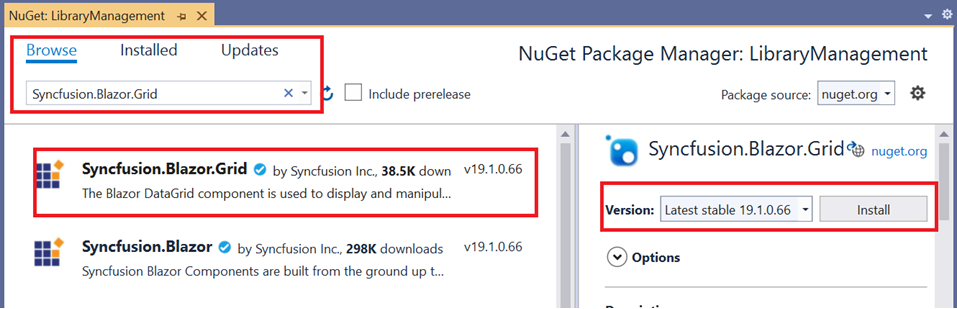 NuGet: LibraryManagement
Browse Installed Updates
NuGet Package Manager: LibraryManagement
Syncfusion.Blazor.Grid
Include prerelease
Package source: nuget.org
Syncfusion.Blazor.Grid by Syncfusion Inc., 38.5K down v19.1.0.66
The Blazor DataGrid component is used to display and manipul...
Syncfusion.Blazor by Syncfusion Inc., 298K downloads v19.1.0.66
Syncfusion Blazor Components are built from the ground up t...
Syncfusion.Blazor.Grid nuget.org
Version: Latest stable 19.1.0.66 Install
Options